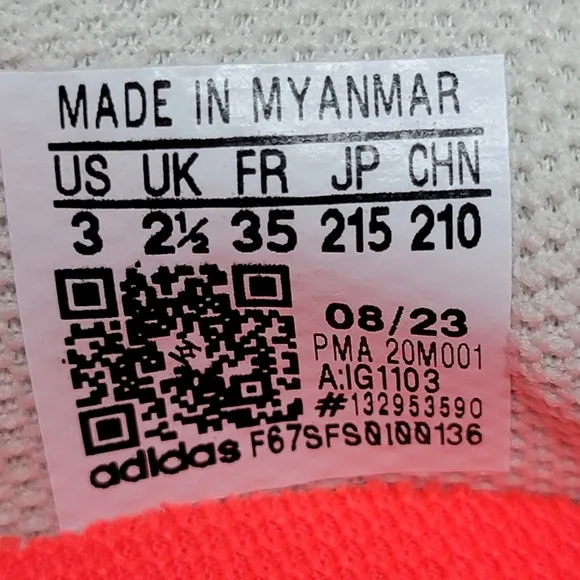 MADE IN MYANMAR
US UK FR JP CHN
3 2½ 35 215 210
08/23
PMA 20M001
A:IG1103
#132953590
adidas F67SFS0I00136